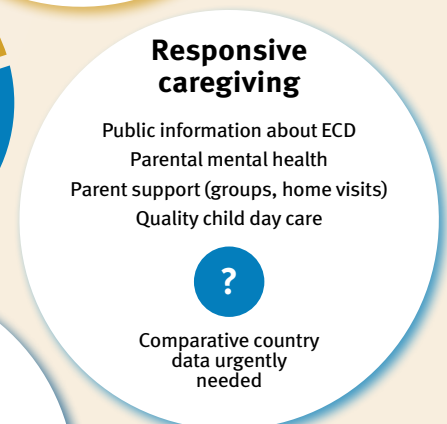 Responsive
caregiving
Public information about ECD
Parental mental health
Parent support (groups, home visits)
Quality child day care
?
Comparative country
data urgently
needed